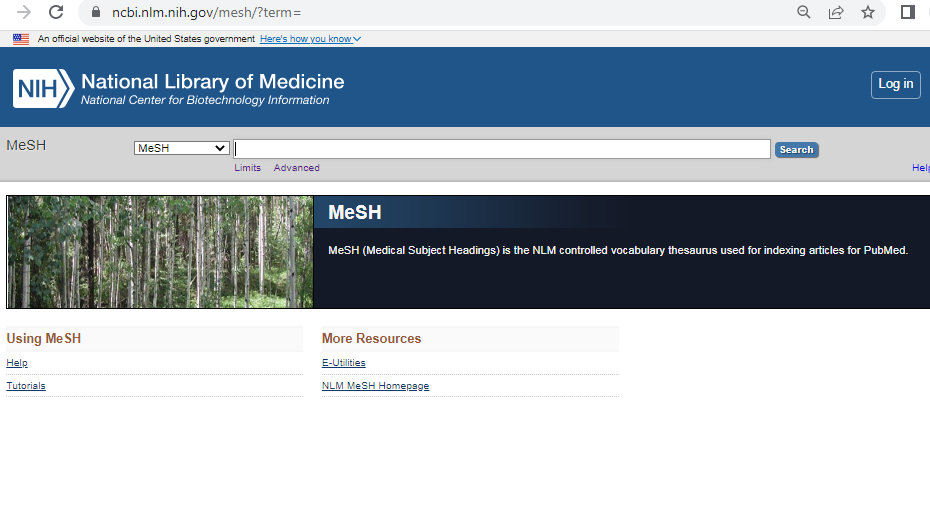 ncbi.nlm.nih.gov/mesh/?term=
An official website of the United States government Here's how you know
NIH National Library of Medicine
National Center for Biotechnology Information
Log in
MeSH MeSH Search
Limits Advanced Help
MeSH
MeSH (Medical Subject Headings) is the NLM controlled vocabulary thesaurus used for indexing articles for PubMed.
Using MeSH
Help
Tutorials
More Resources
E-Utilities
NLM MeSH Homepage